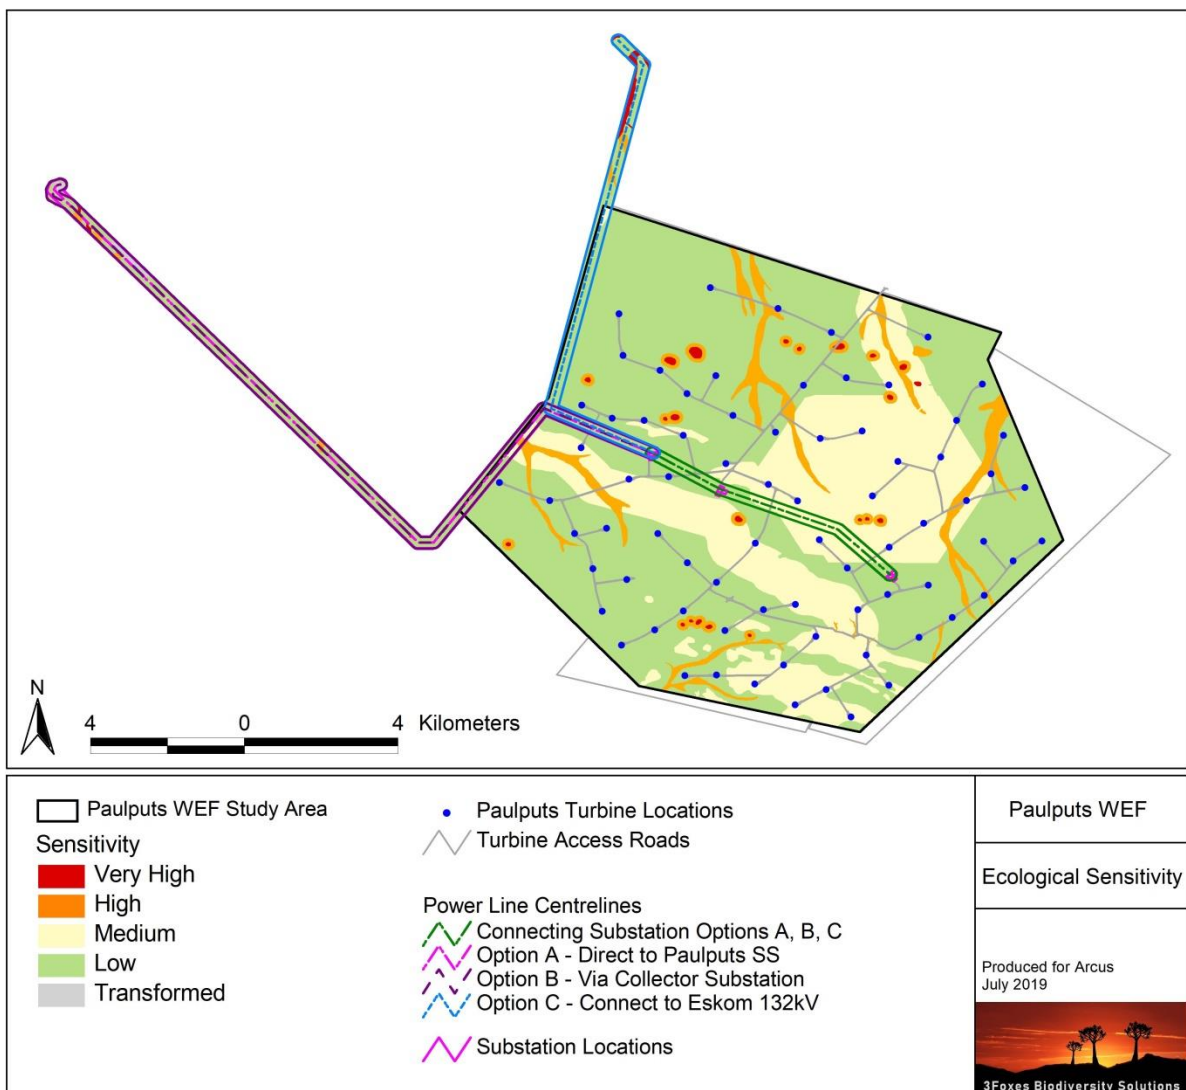 N
4 0 4 Kilometers
Paulputs WEF Study Area
Sensitivity
Very High
High
Medium
Low
Transformed
Paulputs Turbine Locations
Turbine Access Roads
Power Line Centrelines
Connecting Substation Options A, B, C
Option A - Direct to Paulputs SS
Option B - Via Collector Substation
Option C - Connect to Eskom 132kV
Substation Locations
Paulputs WEF
Ecological Sensitivity
Produced for Arcus
July 2019
3Foxes Biodiversity Solutions